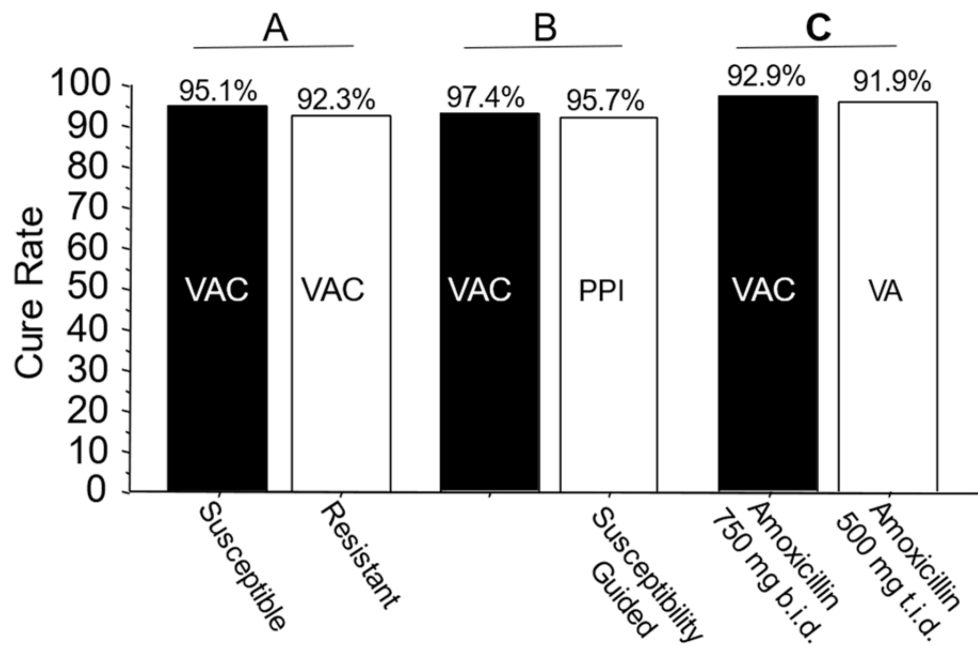 A
B
C
95.1%
92.3%
97.4%
95.7%
92.9%
91.9%
Cure Rate
100
90
80
70
60
50
40
30
20
10
0
VAC
VAC
VAC
PPI
VAC
VA
Susceptible
Resistant
Susceptibility
Guided
Amoxicillin
750 mg b.i.d.
Amoxicillin
500 mg t.i.d.